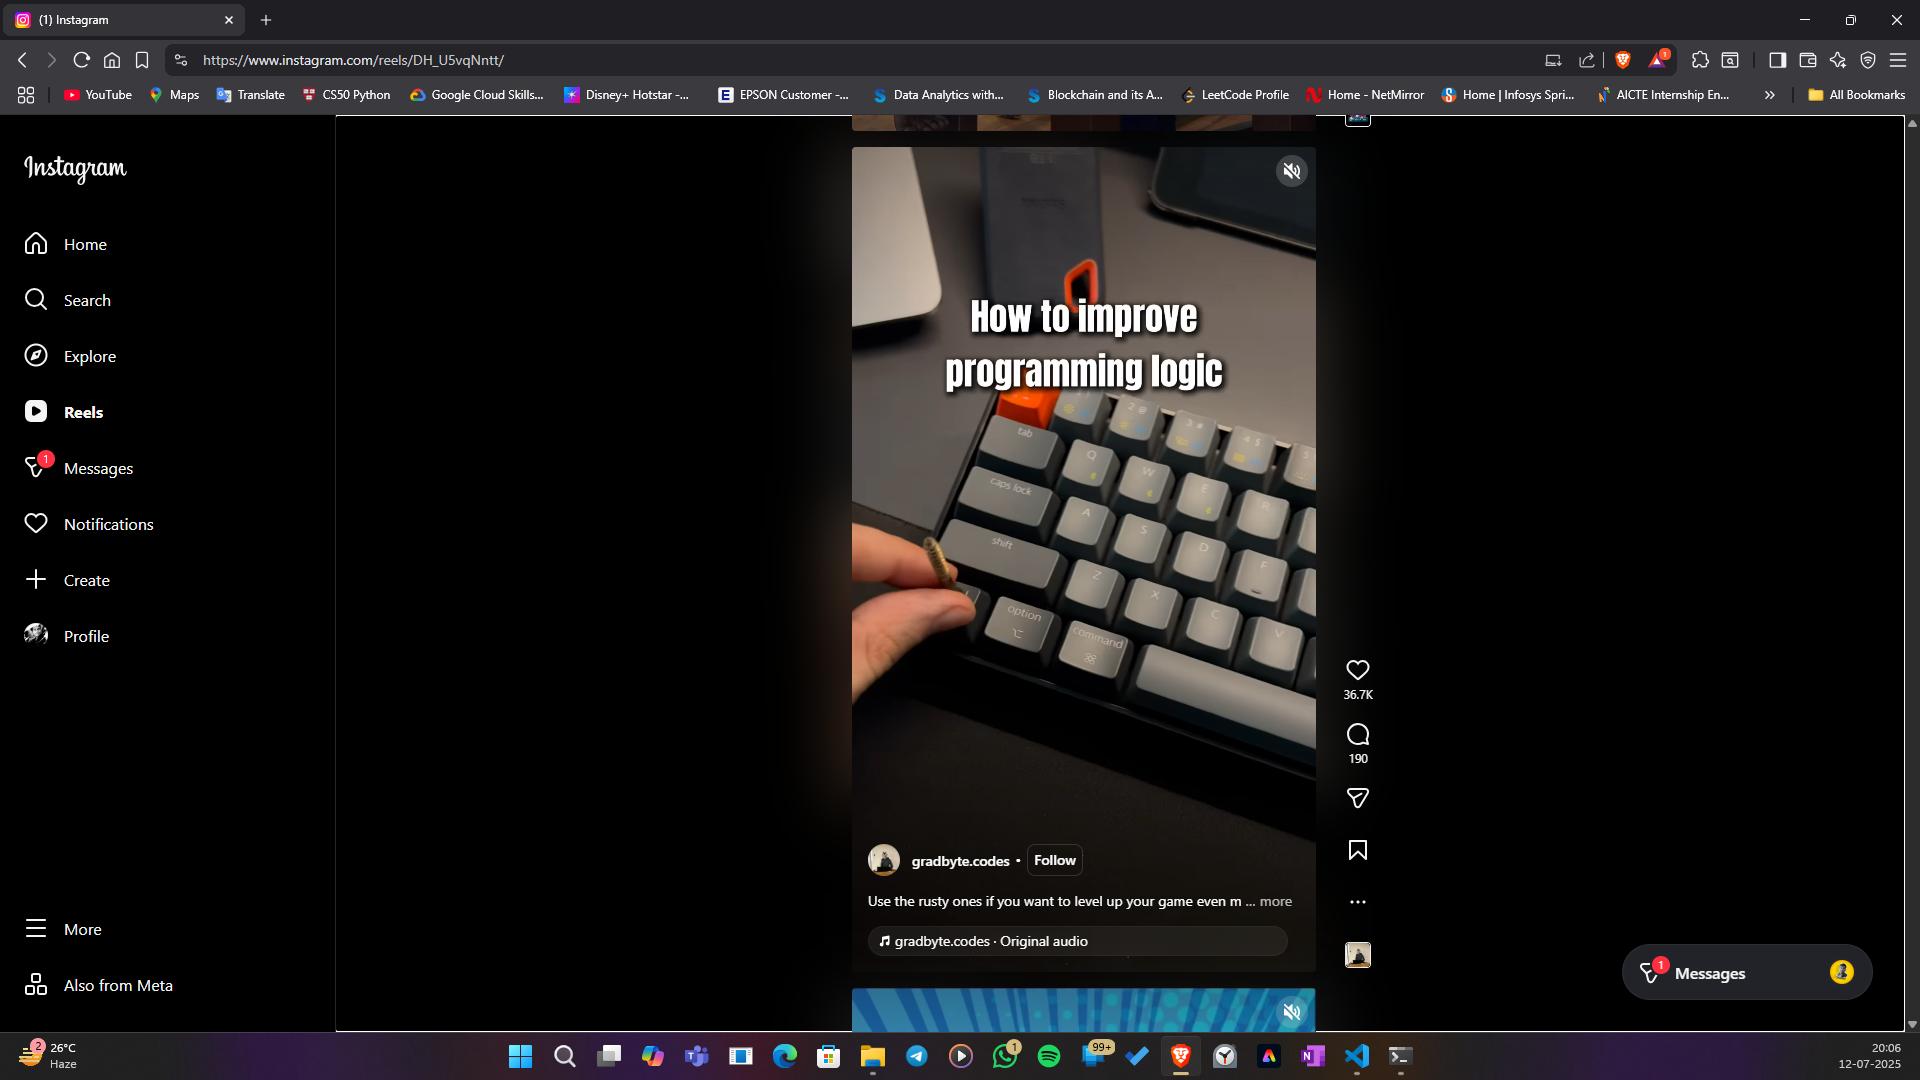 (1) Instagram
https://www.instagram.com/reels/DH_U5vqNntt/
1
YouTube
Maps
Translate
CS50 Python
Google Cloud Skills...
Disney+ Hotstar -...
EPSON Customer -...
Data Analytics with...
Blockchain and its A...
LeetCode Profile
Home - NetMirror
Home | Infosys Spri...
AICTE Internship En...
All Bookmarks
Instagram
Home
Search
Explore
Reels
1
Messages
Notifications
Create
Profile
More
Also from Meta
How to improve
programming logic
tab
Q
W
E
R
caps lock
A
S
D
F
shift
Z
X
C
V
option
command
36.7K
190
gradbyte.codes • Follow
Use the rusty ones if you want to level up your game even m ... more
gradbyte.codes · Original audio
1
Messages
2
26°C
Haze
1
99+
20:06
12-07-2025